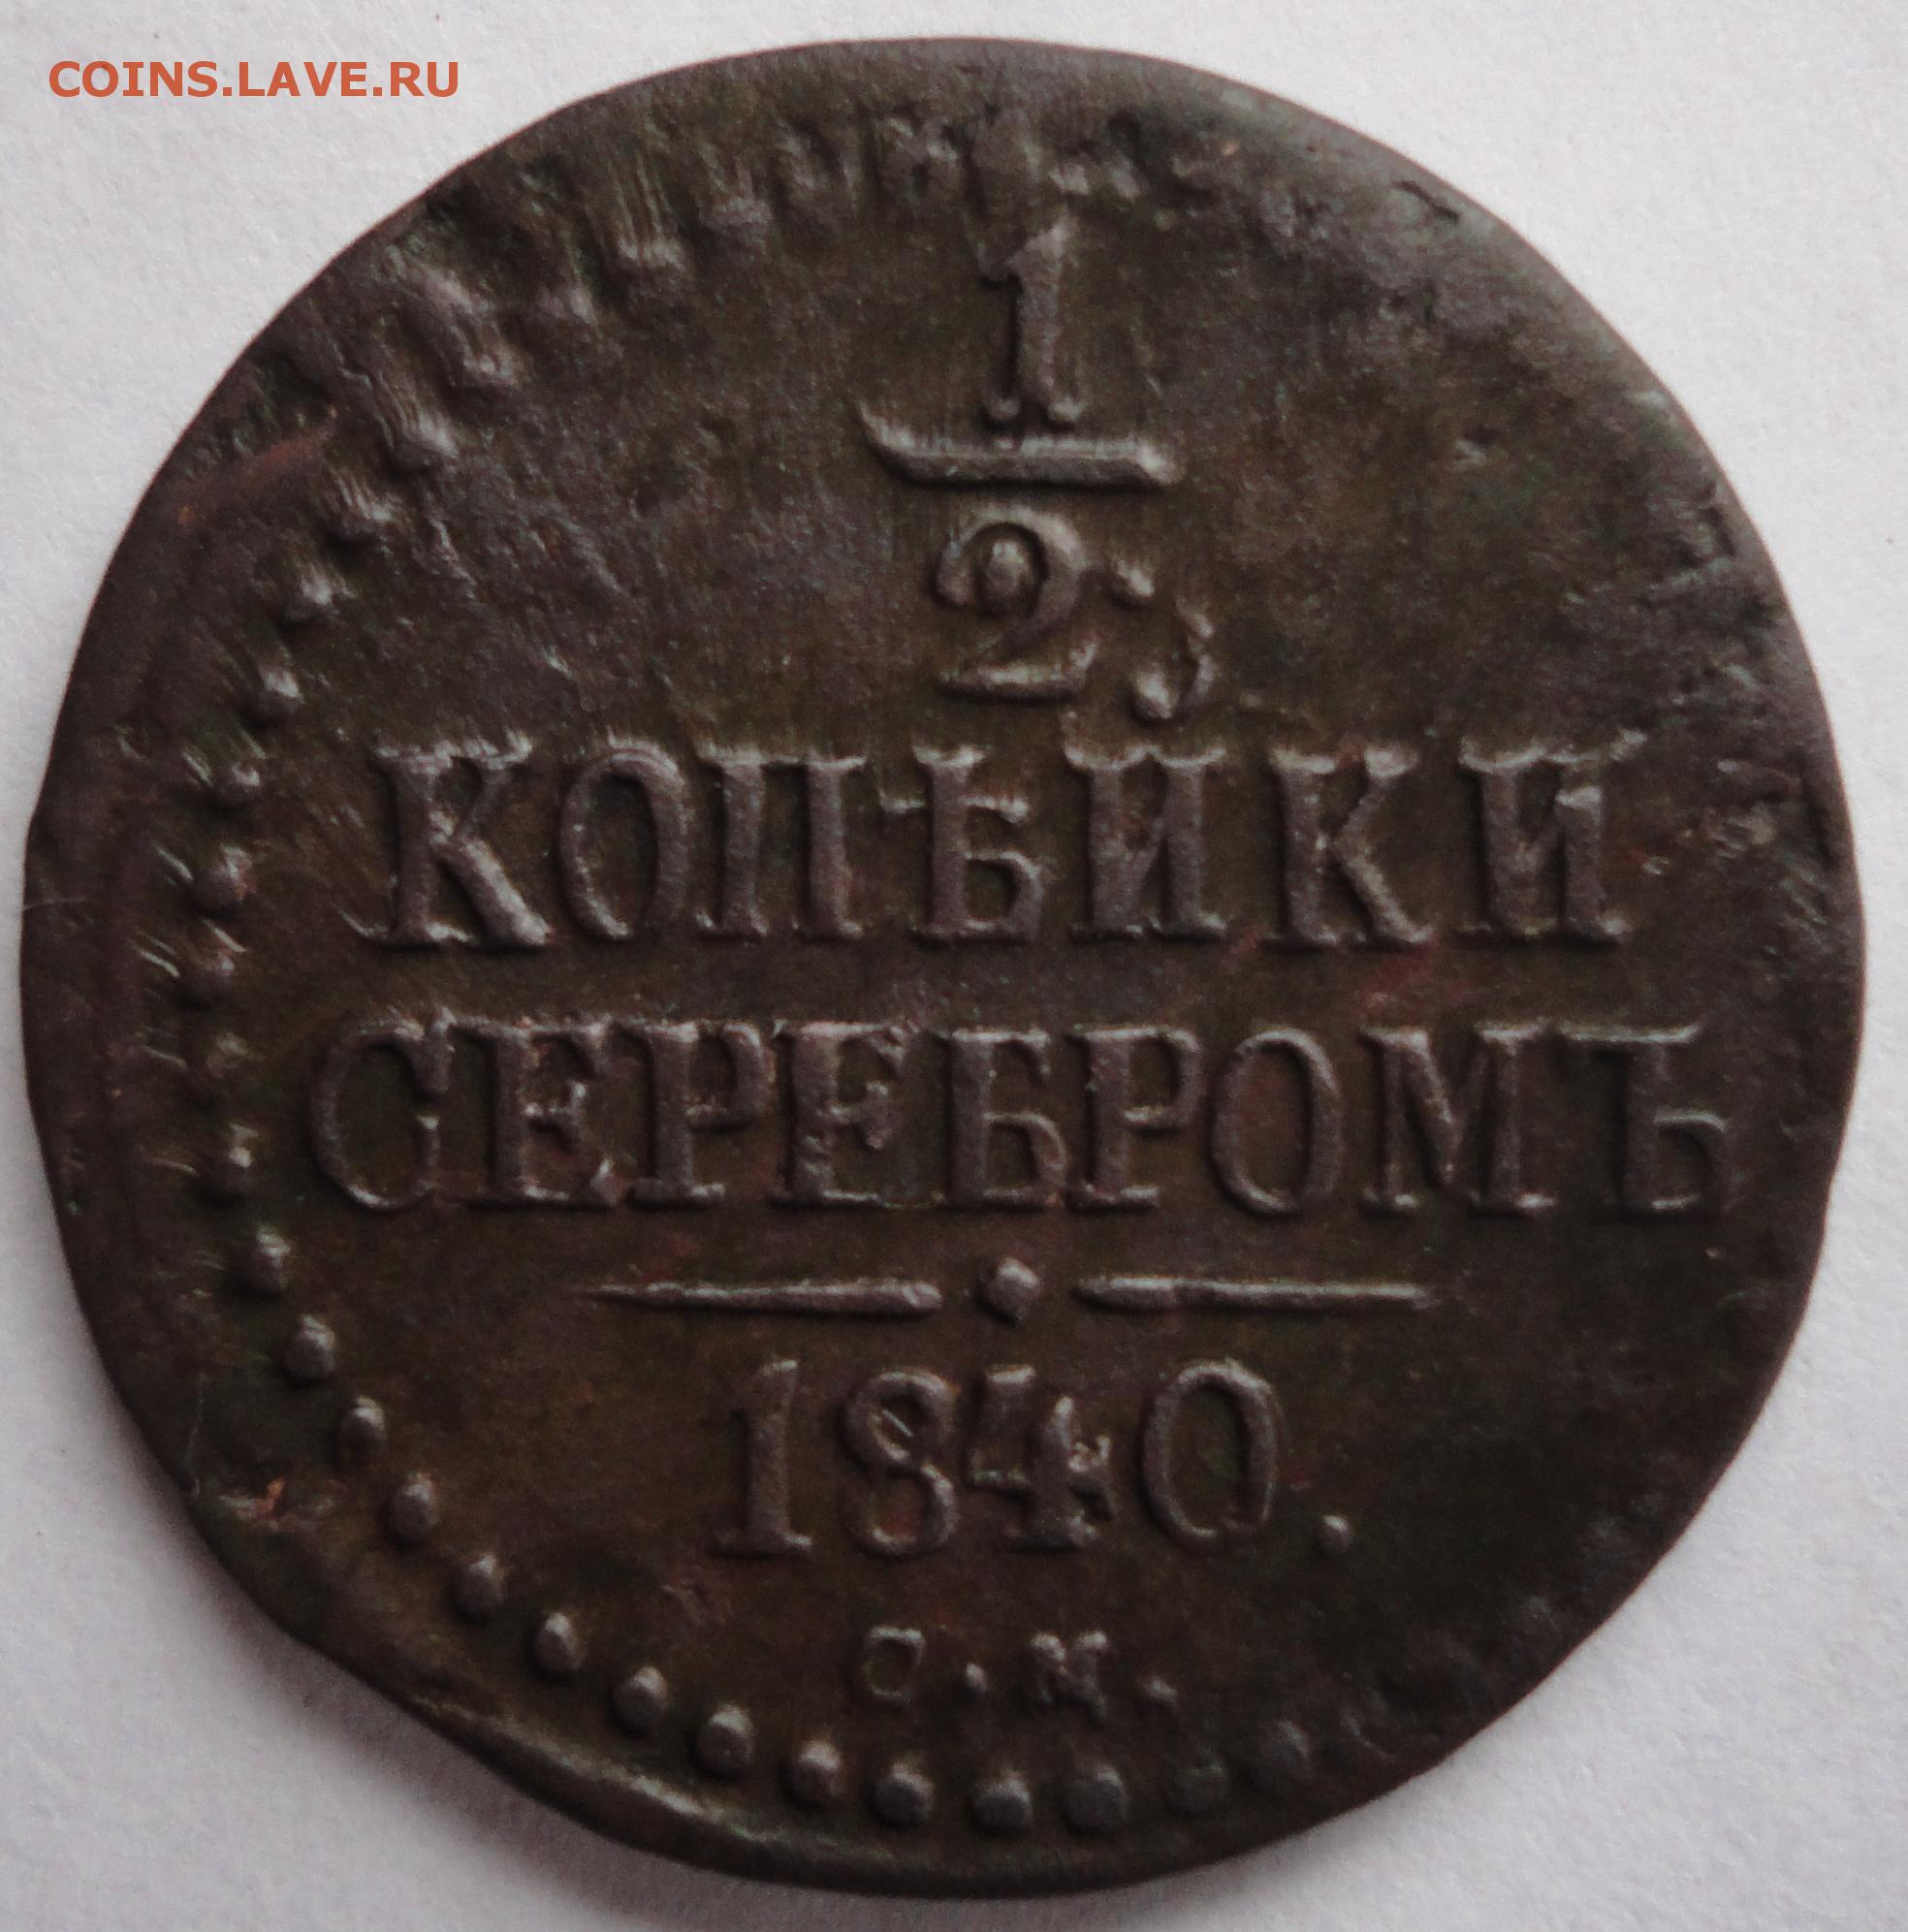 COINS.LAVE.RU
1
2
КОПѢЙКИ
СЕРЕБРОМЪ
1840.
С.М.